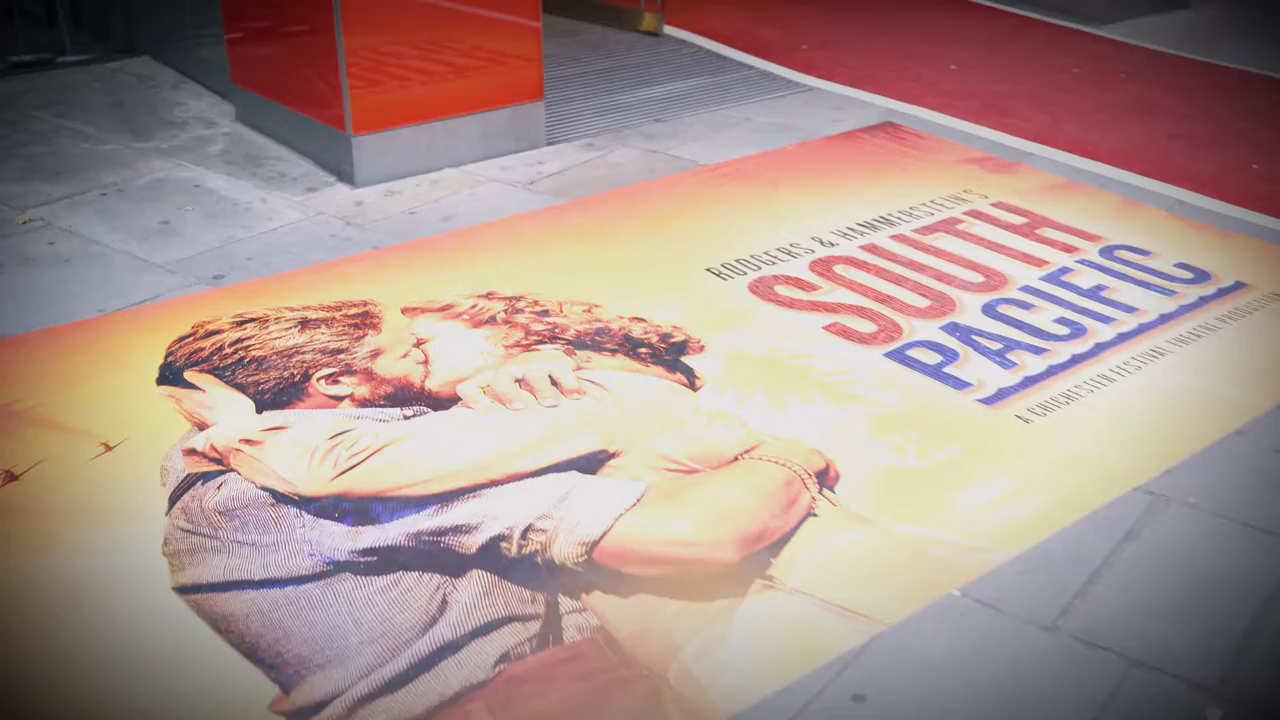 RODGERS & HAMMERSTEIN'S
SOUTH
PACIFIC
A CHICHESTER FESTIVAL THEATRE PRODUCTION